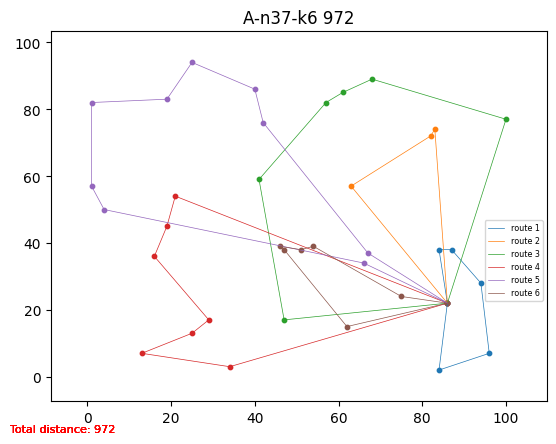 A-n37-k6 972
100
80
60
40
20
0
route 1
route 2
route 3
route 4
route 5
route 6
0 20 40 60 80 100
Total distance: 972